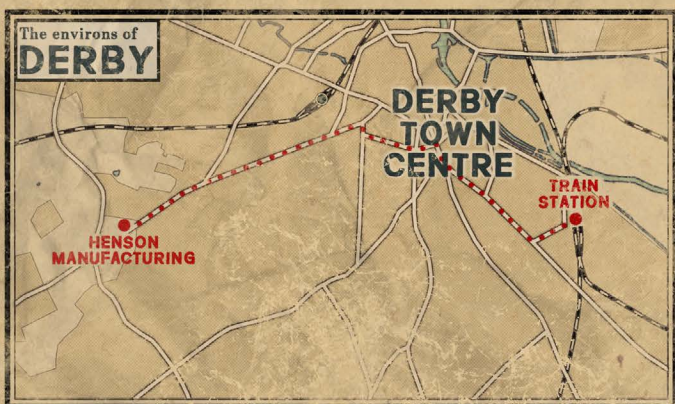 The environs of
DERBY
DERBY
TOWN
CENTRE
TRAIN
STATION
HENSON
MANUFACTURING